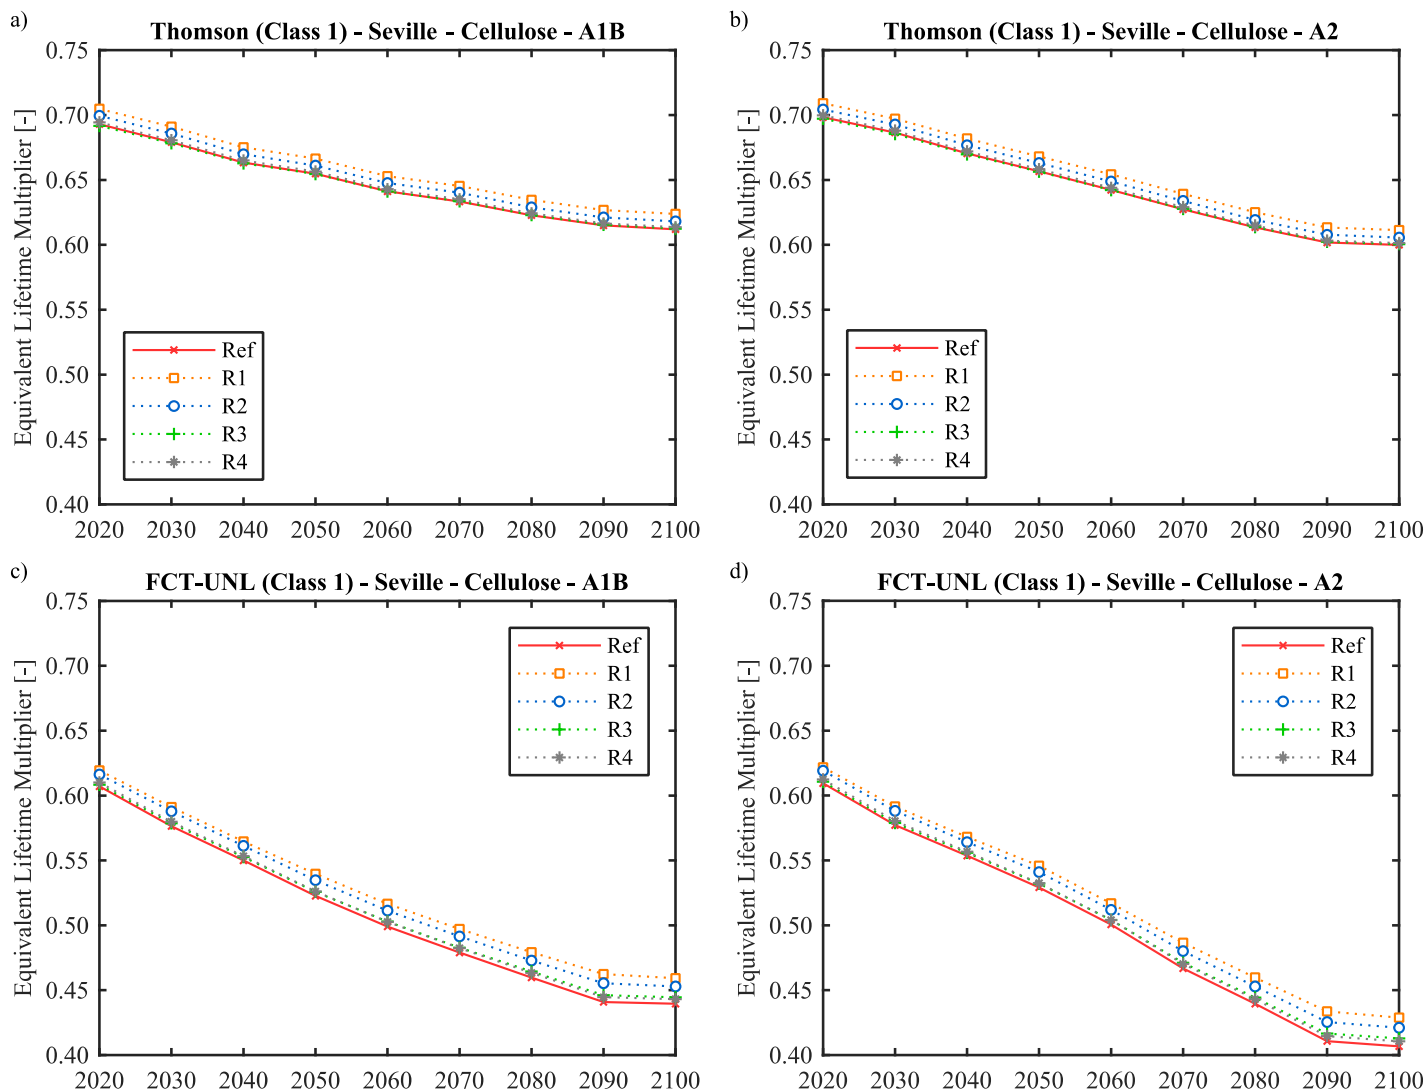 a)
Thomson (Class 1) - Seville - Cellulose - A1B
Equivalent Lifetime Multiplier [-]
0.75
0.70
0.65
0.60
0.55
0.50
0.45
0.40
Ref
R1
R2
R3
R4
2020 2030 2040 2050 2060 2070 2080 2090 2100
b)
Thomson (Class 1) - Seville - Cellulose - A2
Equivalent Lifetime Multiplier [-]
0.75
0.70
0.65
0.60
0.55
0.50
0.45
0.40
Ref
R1
R2
R3
R4
2020 2030 2040 2050 2060 2070 2080 2090 2100
c)
FCT-UNL (Class 1) - Seville - Cellulose - A1B
Equivalent Lifetime Multiplier [-]
0.75
0.70
0.65
0.60
0.55
0.50
0.45
0.40
Ref
R1
R2
R3
R4
2020 2030 2040 2050 2060 2070 2080 2090 2100
d)
FCT-UNL (Class 1) - Seville - Cellulose - A2
Equivalent Lifetime Multiplier [-]
0.75
0.70
0.65
0.60
0.55
0.50
0.45
0.40
Ref
R1
R2
R3
R4
2020 2030 2040 2050 2060 2070 2080 2090 2100